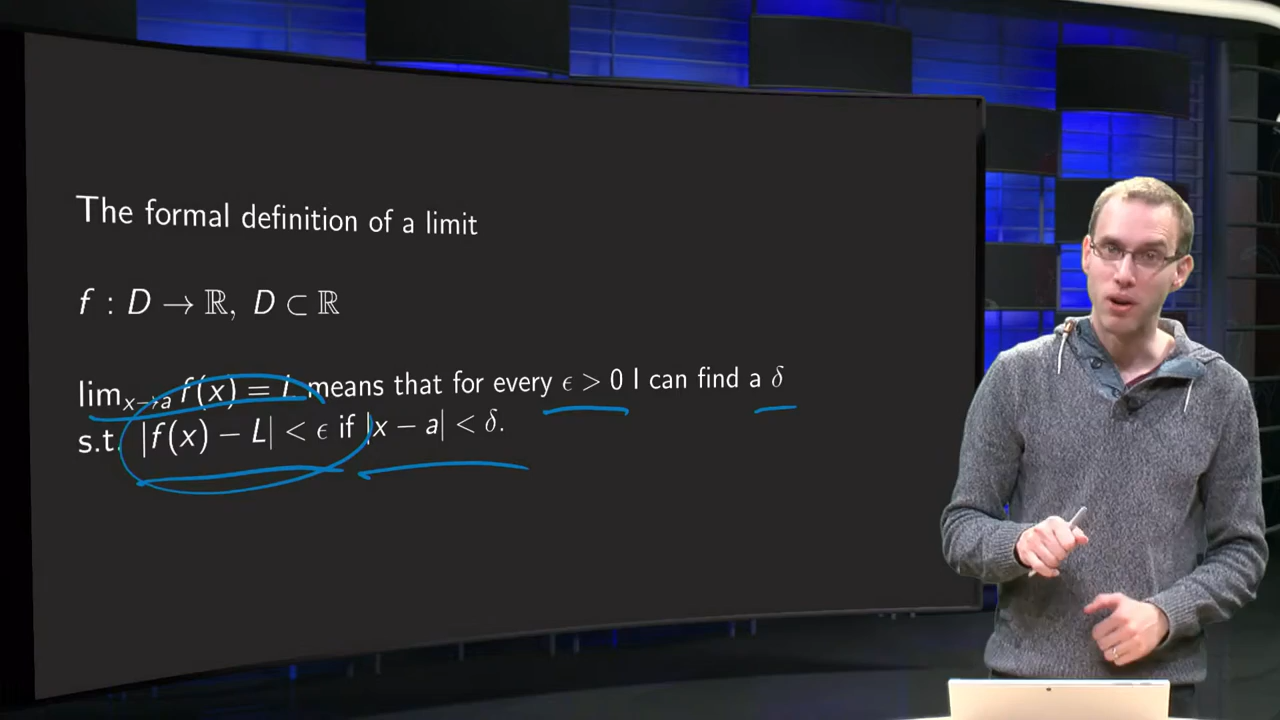 The formal definition of a limit
f : D → ℝ, D ⊂ ℝ
lim_{x→a} f(x) = L means that for every ϵ > 0 I can find a δ
s.t. |f(x) − L| < ϵ if |x − a| < δ.